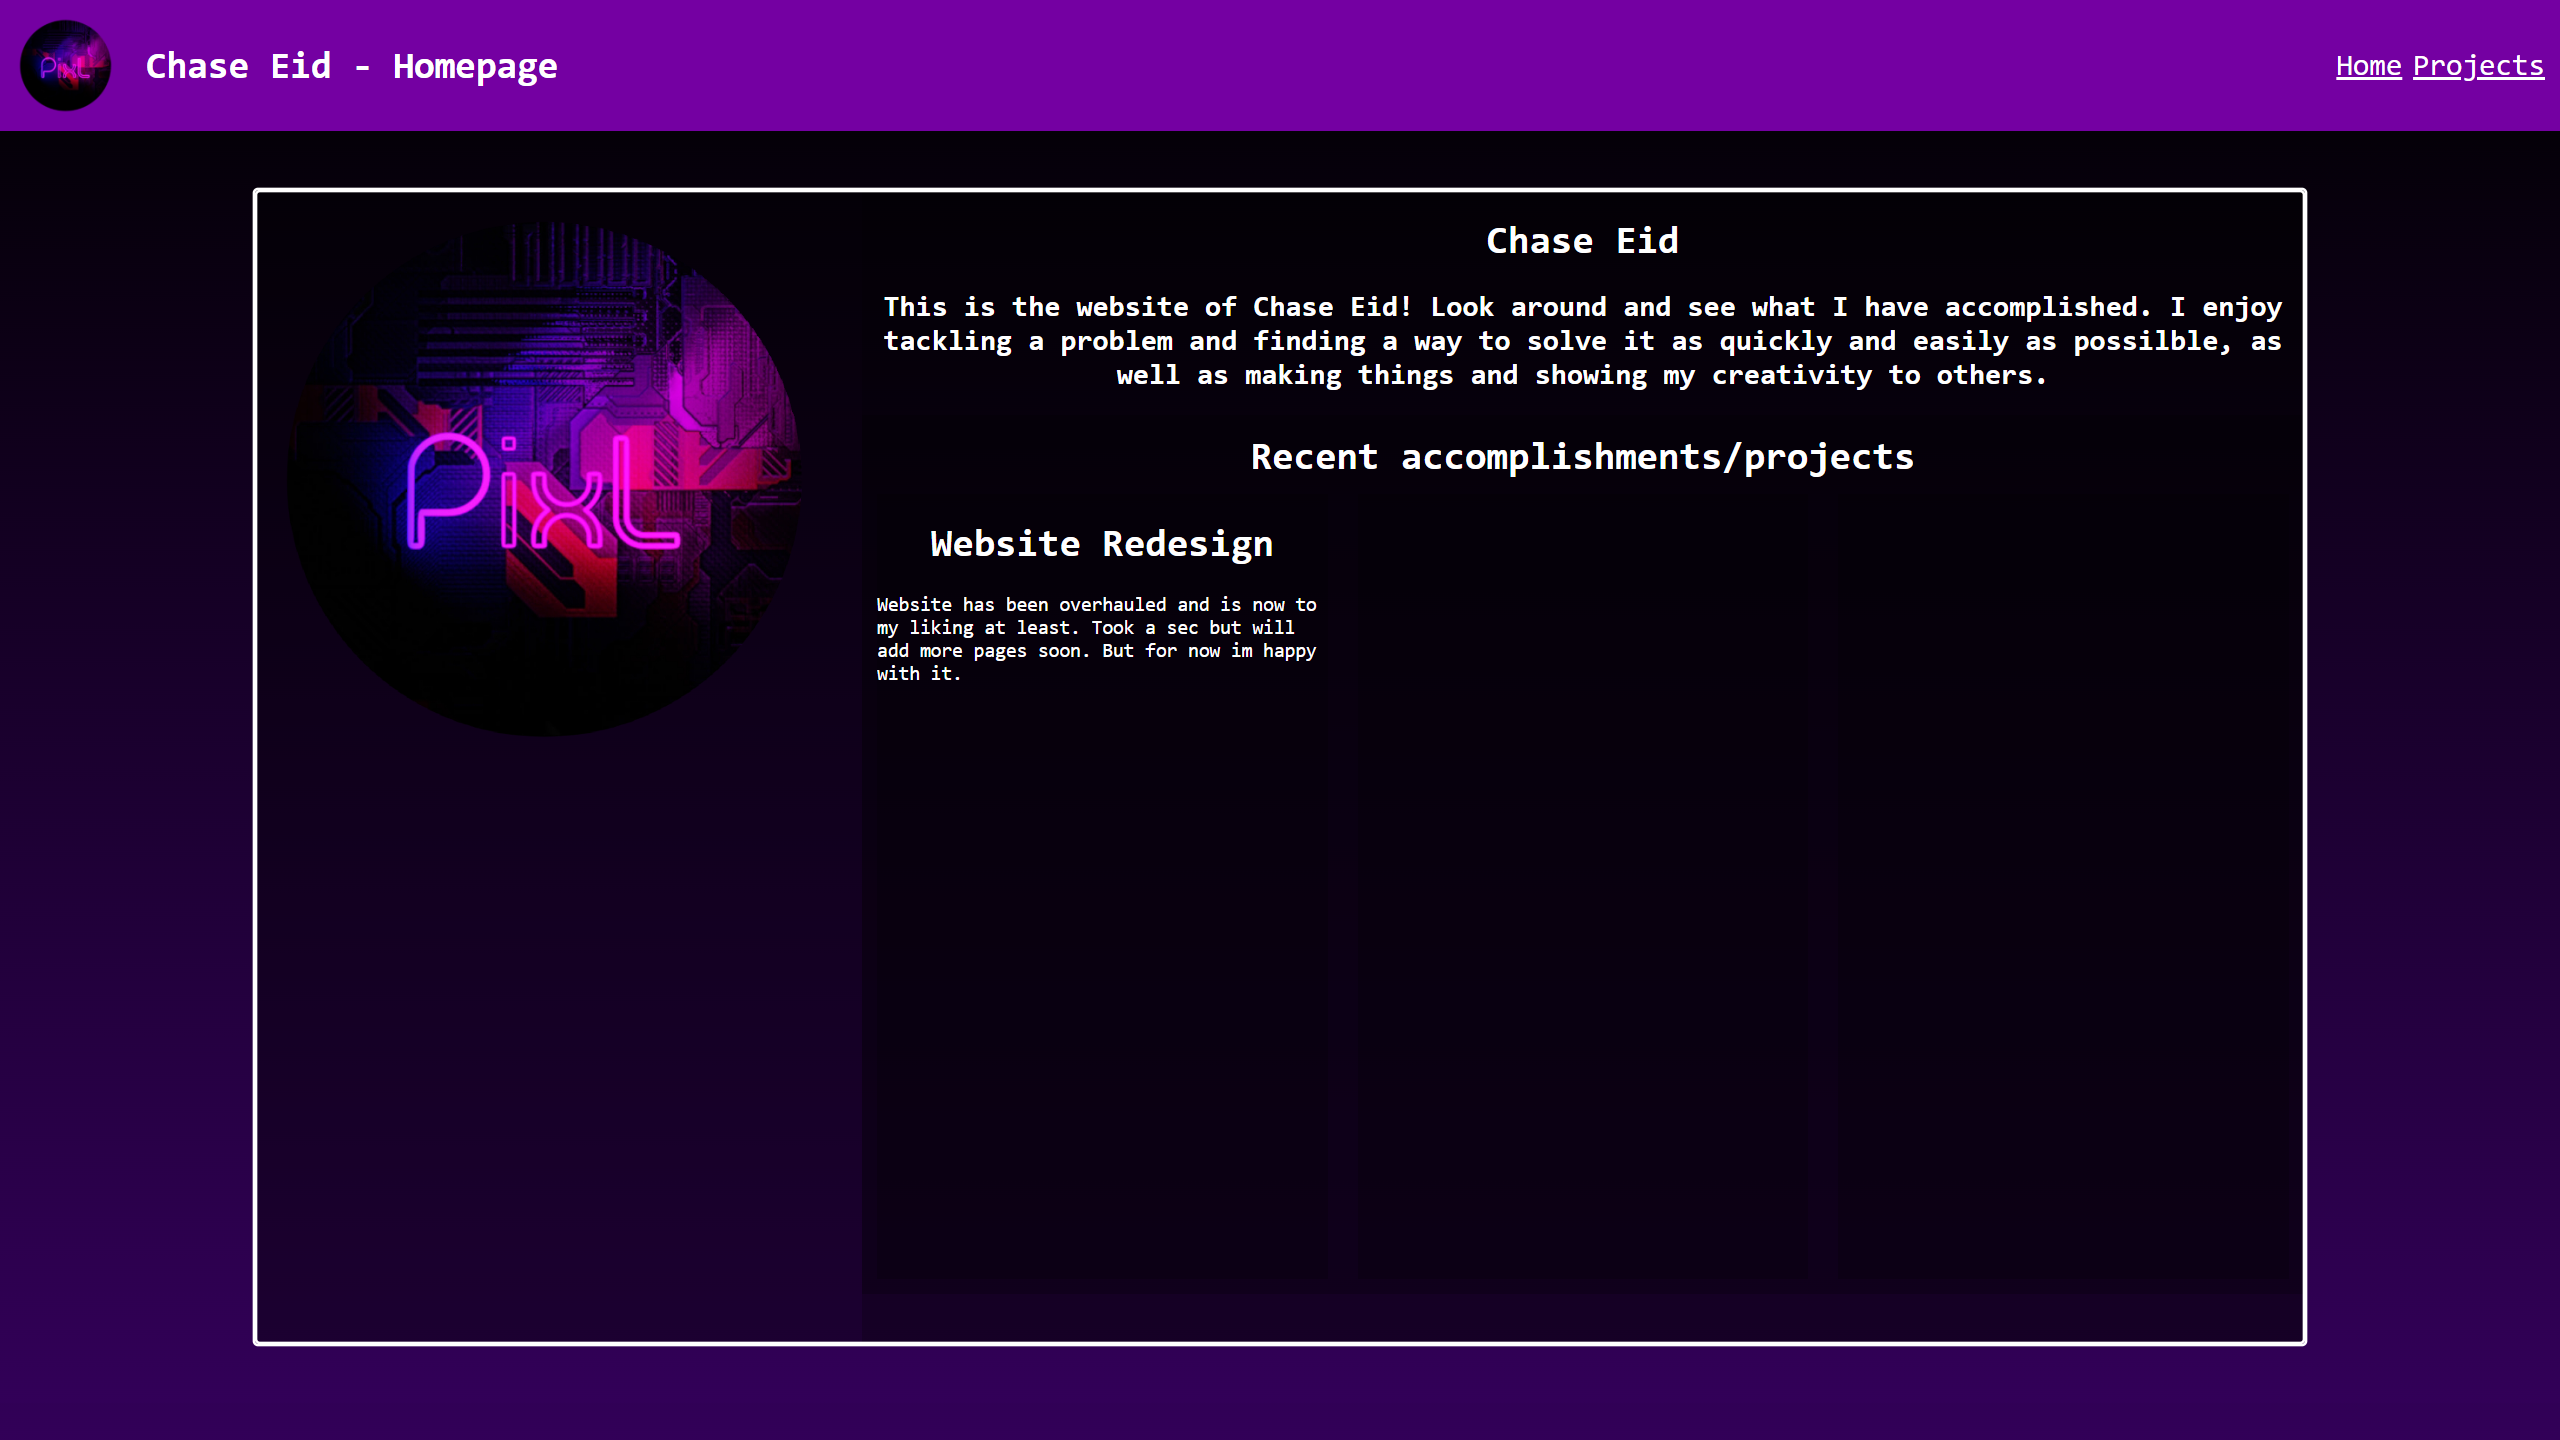 PixL
Chase Eid - Homepage
Home Projects
PixL
Chase Eid
This is the website of Chase Eid! Look around and see what I have accomplished. I enjoy
tackling a problem and finding a way to solve it as quickly and easily as possilble, as
well as making things and showing my creativity to others.
Recent accomplishments/projects
Website Redesign
Website has been overhauled and is now to
my liking at least. Took a sec but will
add more pages soon. But for now im happy
with it.